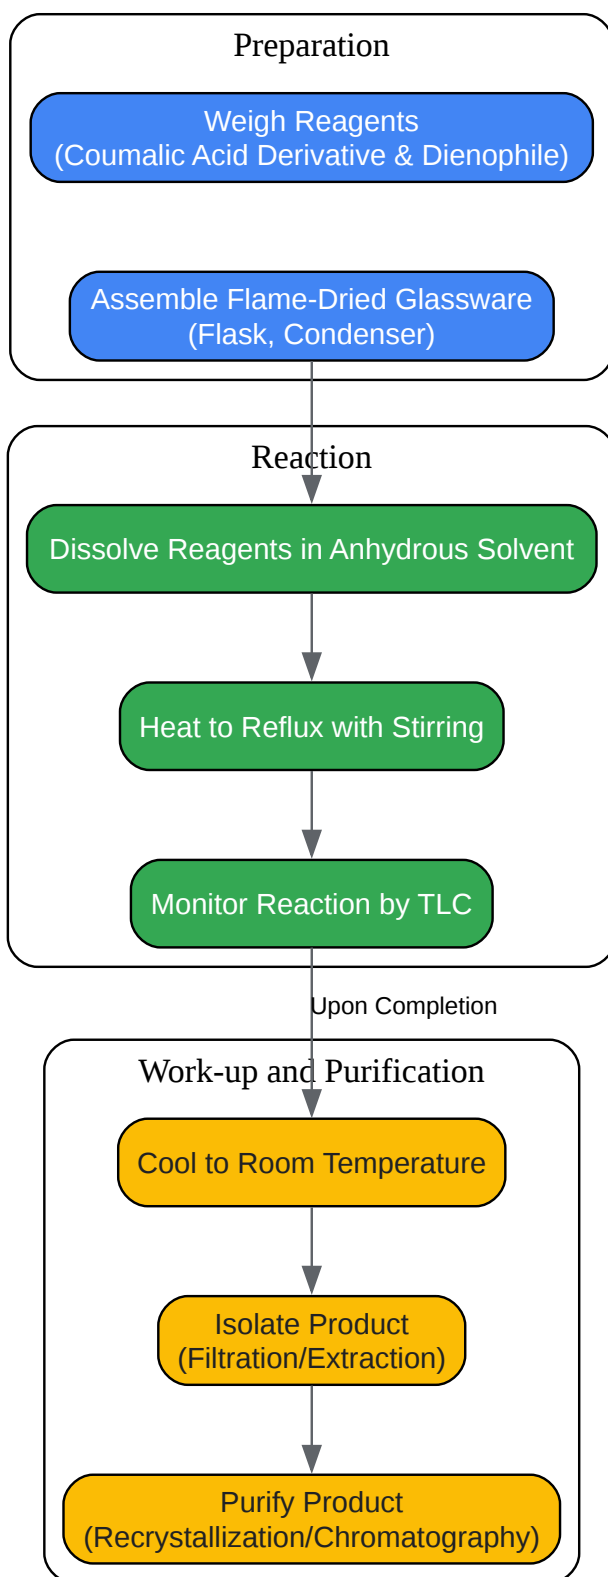 Preparation
Weigh Reagents
(Coumalic Acid Derivative & Dienophile)
Assemble Flame-Dried Glassware
(Flask, Condenser)
Reaction
Dissolve Reagents in Anhydrous Solvent
Heat to Reflux with Stirring
Monitor Reaction by TLC
Upon Completion
Work-up and Purification
Cool to Room Temperature
Isolate Product
(Filtration/Extraction)
Purify Product
(Recrystallization/Chromatography)